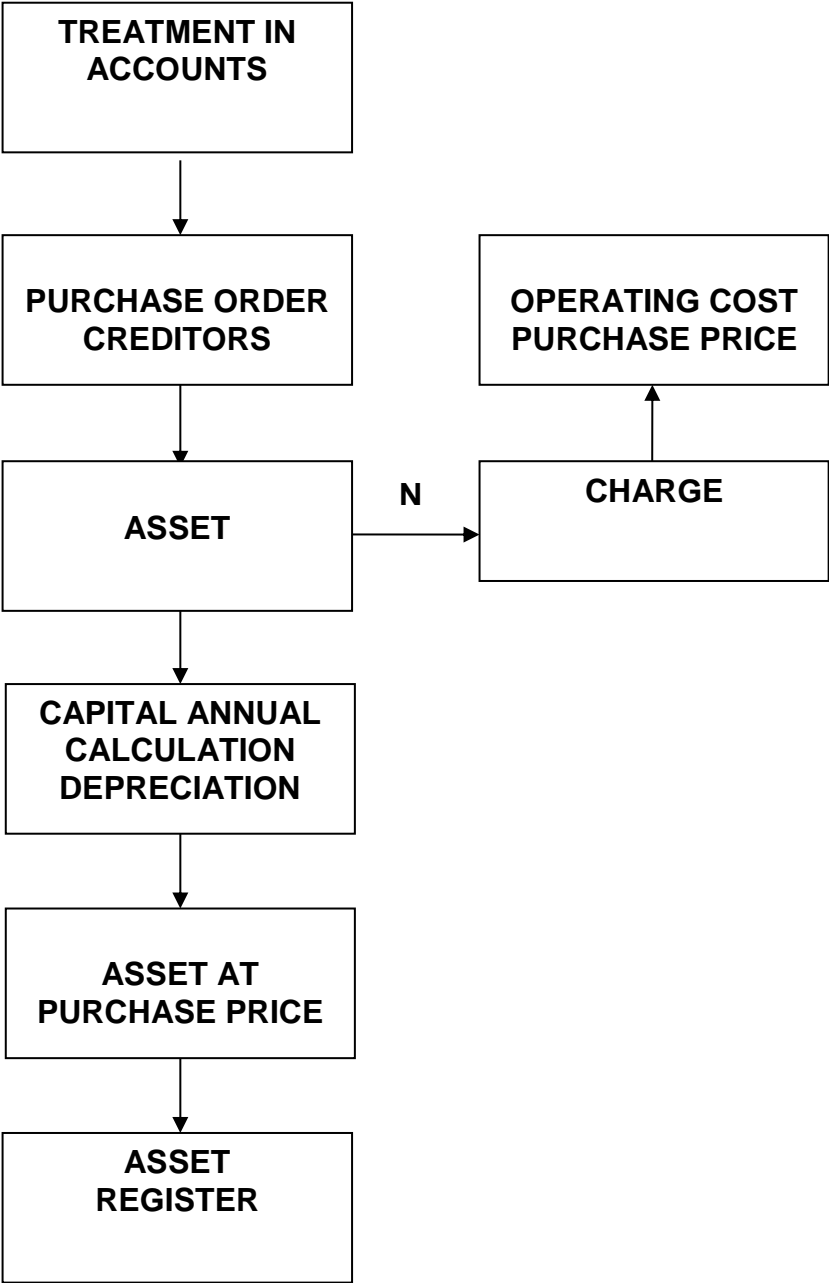 TREATMENT IN
ACCOUNTS
PURCHASE ORDER
CREDITORS
OPERATING COST
PURCHASE PRICE
ASSET
N
CHARGE
CAPITAL ANNUAL
CALCULATION
DEPRECIATION
ASSET AT
PURCHASE PRICE
ASSET
REGISTER